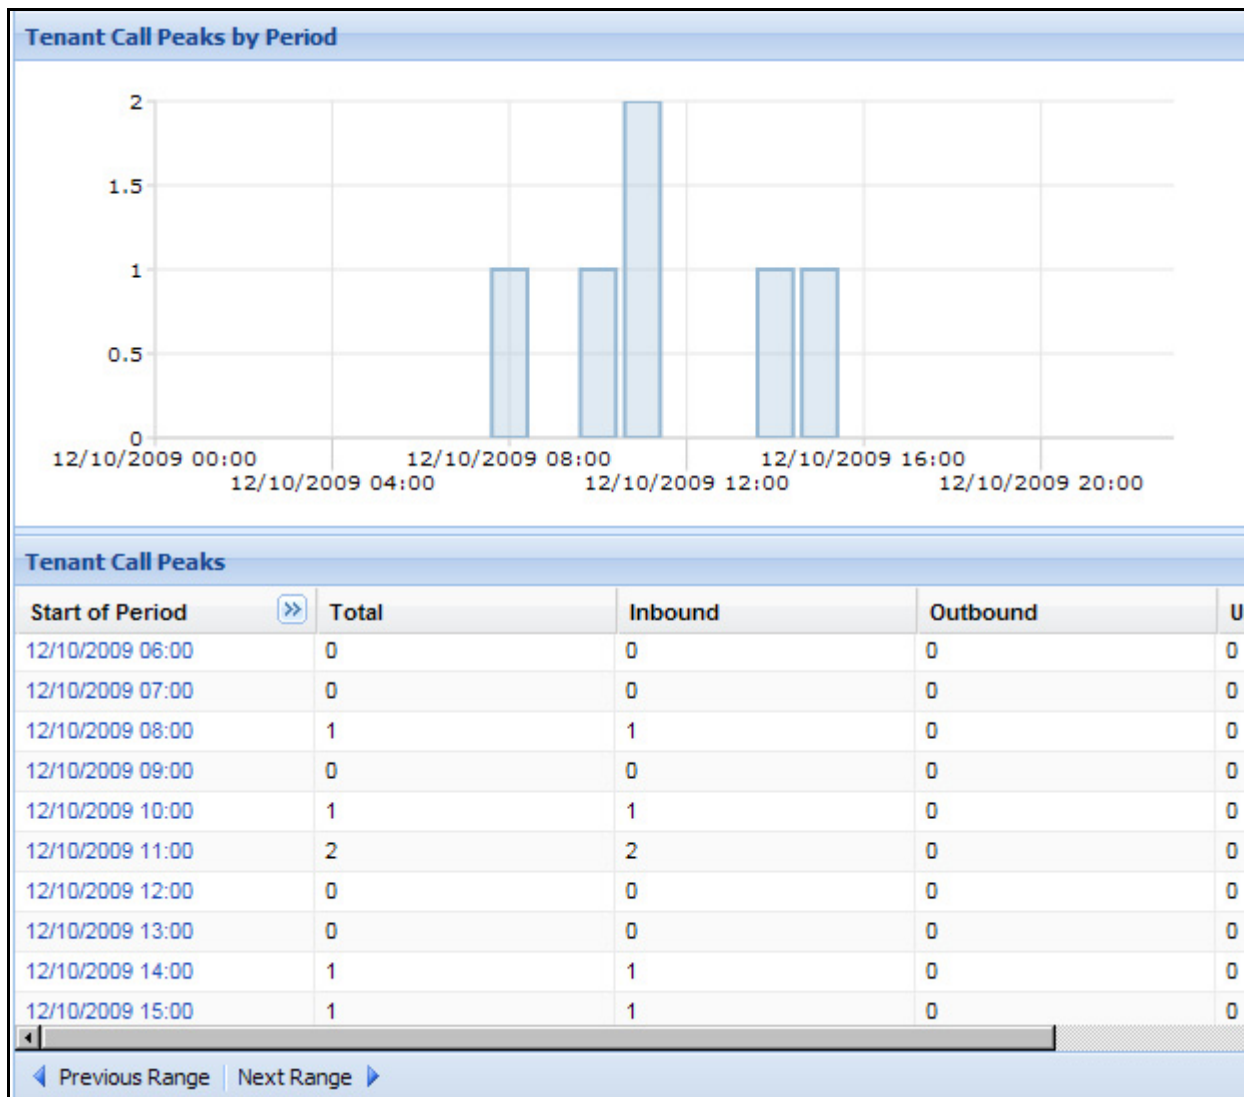 Tenant Call Peaks by Period
2
1.5
1
0.5
0
12/10/2009 00:00 12/10/2009 08:00 12/10/2009 16:00
12/10/2009 04:00 12/10/2009 12:00 12/10/2009 20:00
Tenant Call Peaks
Start of Period Total Inbound Outbound U
12/10/2009 06:00 0 0 0 0
12/10/2009 07:00 0 0 0 0
12/10/2009 08:00 1 1 0 0
12/10/2009 09:00 0 0 0 0
12/10/2009 10:00 1 1 0 0
12/10/2009 11:00 2 2 0 0
12/10/2009 12:00 0 0 0 0
12/10/2009 13:00 0 0 0 0
12/10/2009 14:00 1 1 0 0
12/10/2009 15:00 1 1 0 0
Previous Range Next Range